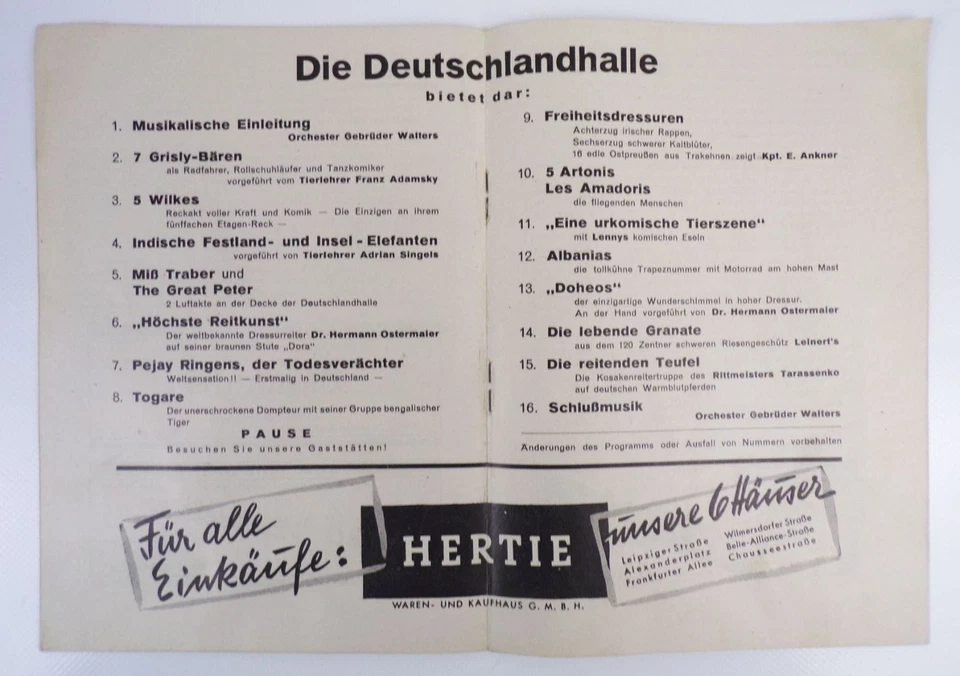 Die Deutschlandhalle
bietet dar:
1. Musikalische Einleitung
Orchester Gebrüder Walters
2. 7 Grisly-Bären
als Radfahrer, Rollschuhläufer und Tanzkomiker
vorgeführt vom Tierlehrer Franz Adamsky
3. 5 Wilkes
Reckakt voller Kraft und Komik — Die Einzigen an ihrem
fünffachen Etagen-Reck —
4. Indische Festland- und Insel-Elefanten
vorgeführt von Tierlehrer Adrian Singels
5. Miß Traber und
The Great Peter
2 Luftakte an der Decke der Deutschlandhalle
6. „Höchste Reitkunst"
Der weltbekannte Dressurreiter Dr. Hermann Ostermaier
auf seiner braunen Stute „Dora"
7. Pejay Ringens, der Todesverächter
Weltsensation!! — Erstmalig in Deutschland —
8. Togare
Der unerschrockene Dompteur mit seiner Gruppe bengalischer
Tiger
PAUSE
Besuchen Sie unsere Gaststätten!
9. Freiheitsdressuren
Achterzug irischer Rappen,
Sechserzug schwerer Kaltblüter,
16 edle Ostpreußen aus Trakehnen zeigt Kpt. E. Ankner
10. 5 Artonis
Les Amadoris
die fliegenden Menschen
11. „Eine urkomische Tierszene"
mit Lennys komischen Eseln
12. Albanias
die tollkühne Trapeznummer mit Motorrad am hohen Mast
13. „Doheos"
der einzigartige Wunderschimmel in hoher Dressur.
An der Hand vorgeführt von Dr. Hermann Ostermaier
14. Die lebende Granate
aus dem 120 Zentner schweren Riesengeschütz Leinert's
15. Die reitenden Teufel
Die Kosakenreitertruppe des Rittmeisters Tarassenko
auf deutschen Warmblutpferden
16. Schlußmusik
Orchester Gebrüder Walters
Änderungen des Programms oder Ausfall von Nummern vorbehalten
Für alle
Einkäufe:
HERTIE
WAREN- UND KAUFHAUS G. M. B. H.
unsere 6 Häuser
Leipziger Straße
Alexanderplatz
Frankfurter Allee
Wilmersdorfer Straße
Belle-Alliance-Straße
Chausseestraße